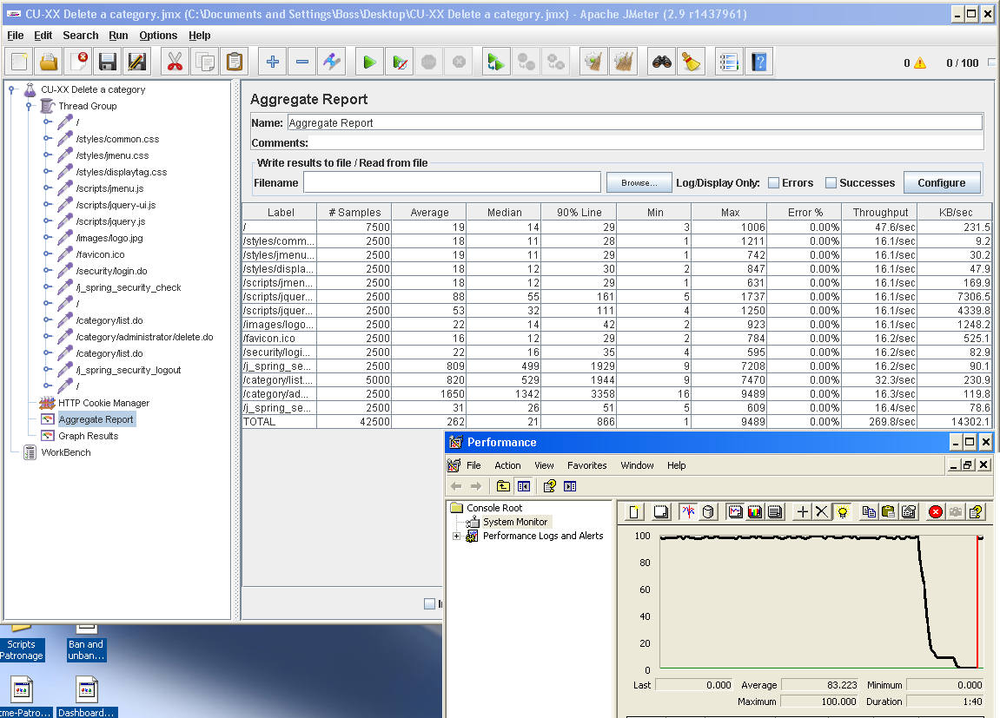 CU-XX Delete a category.jmx (C:\Documents and Settings\Boss\Desktop\CU-XX Delete a category.jmx) - Apache JMeter (2.9 r1437961)
File Edit Search Run Options Help
0 0 / 100
CU-XX Delete a category
Thread Group
/
/styles/common.css
/styles/jmenu.css
/styles/displaytag.css
/scripts/jmenu.js
/scripts/jquery-ui.js
/scripts/jquery.js
/images/logo.jpg
/favicon.ico
/security/login.do
/j_spring_security_check
/
/category/list.do
/category/administrator/delete.do
/category/list.do
/j_spring_security_logout
/
HTTP Cookie Manager
Aggregate Report
Graph Results
WorkBench
Aggregate Report
Name: Aggregate Report
Comments:
Write results to file / Read from file
Filename Browse... Log/Display Only: Errors Successes Configure
Label # Samples Average Median 90% Line Min Max Error % Throughput KB/sec
/ 7500 19 14 29 3 1006 0.00% 47.6/sec 231.5
/styles/comm... 2500 18 11 28 1 1211 0.00% 16.1/sec 9.2
/styles/jmenu... 2500 19 11 29 1 742 0.00% 16.1/sec 30.2
/styles/displa... 2500 18 12 30 2 847 0.00% 16.1/sec 47.9
/scripts/jmen... 2500 18 12 29 1 631 0.00% 16.1/sec 169.9
/scripts/jquer... 2500 88 55 161 5 1737 0.00% 16.1/sec 7306.5
/scripts/jquer... 2500 53 32 111 4 1250 0.00% 16.1/sec 4339.8
/images/logo... 2500 22 14 42 2 923 0.00% 16.1/sec 1248.2
/favicon.ico 2500 16 12 29 2 784 0.00% 16.2/sec 525.1
/security/logi... 2500 22 16 35 4 595 0.00% 16.2/sec 82.9
/j_spring_se... 2500 809 499 1929 9 7208 0.00% 16.2/sec 90.1
/category/list.... 5000 820 529 1944 9 7470 0.00% 32.3/sec 230.9
/category/ad... 2500 1650 1342 3358 16 9489 0.00% 16.3/sec 119.8
/j_spring_se... 2500 31 26 51 5 609 0.00% 16.4/sec 78.6
TOTAL 42500 262 21 866 1 9489 0.00% 269.8/sec 14302.1
Performance
File Action View Favorites Window Help
Console Root
System Monitor
Performance Logs and Alerts
100
80
60
40
20
0
Last 0.000 Average 83.223 Minimum 0.000
Maximum 100.000 Duration 1:40
Scripts
Patronage
Ban and
unban...
cme-Patro...
Dashboard...